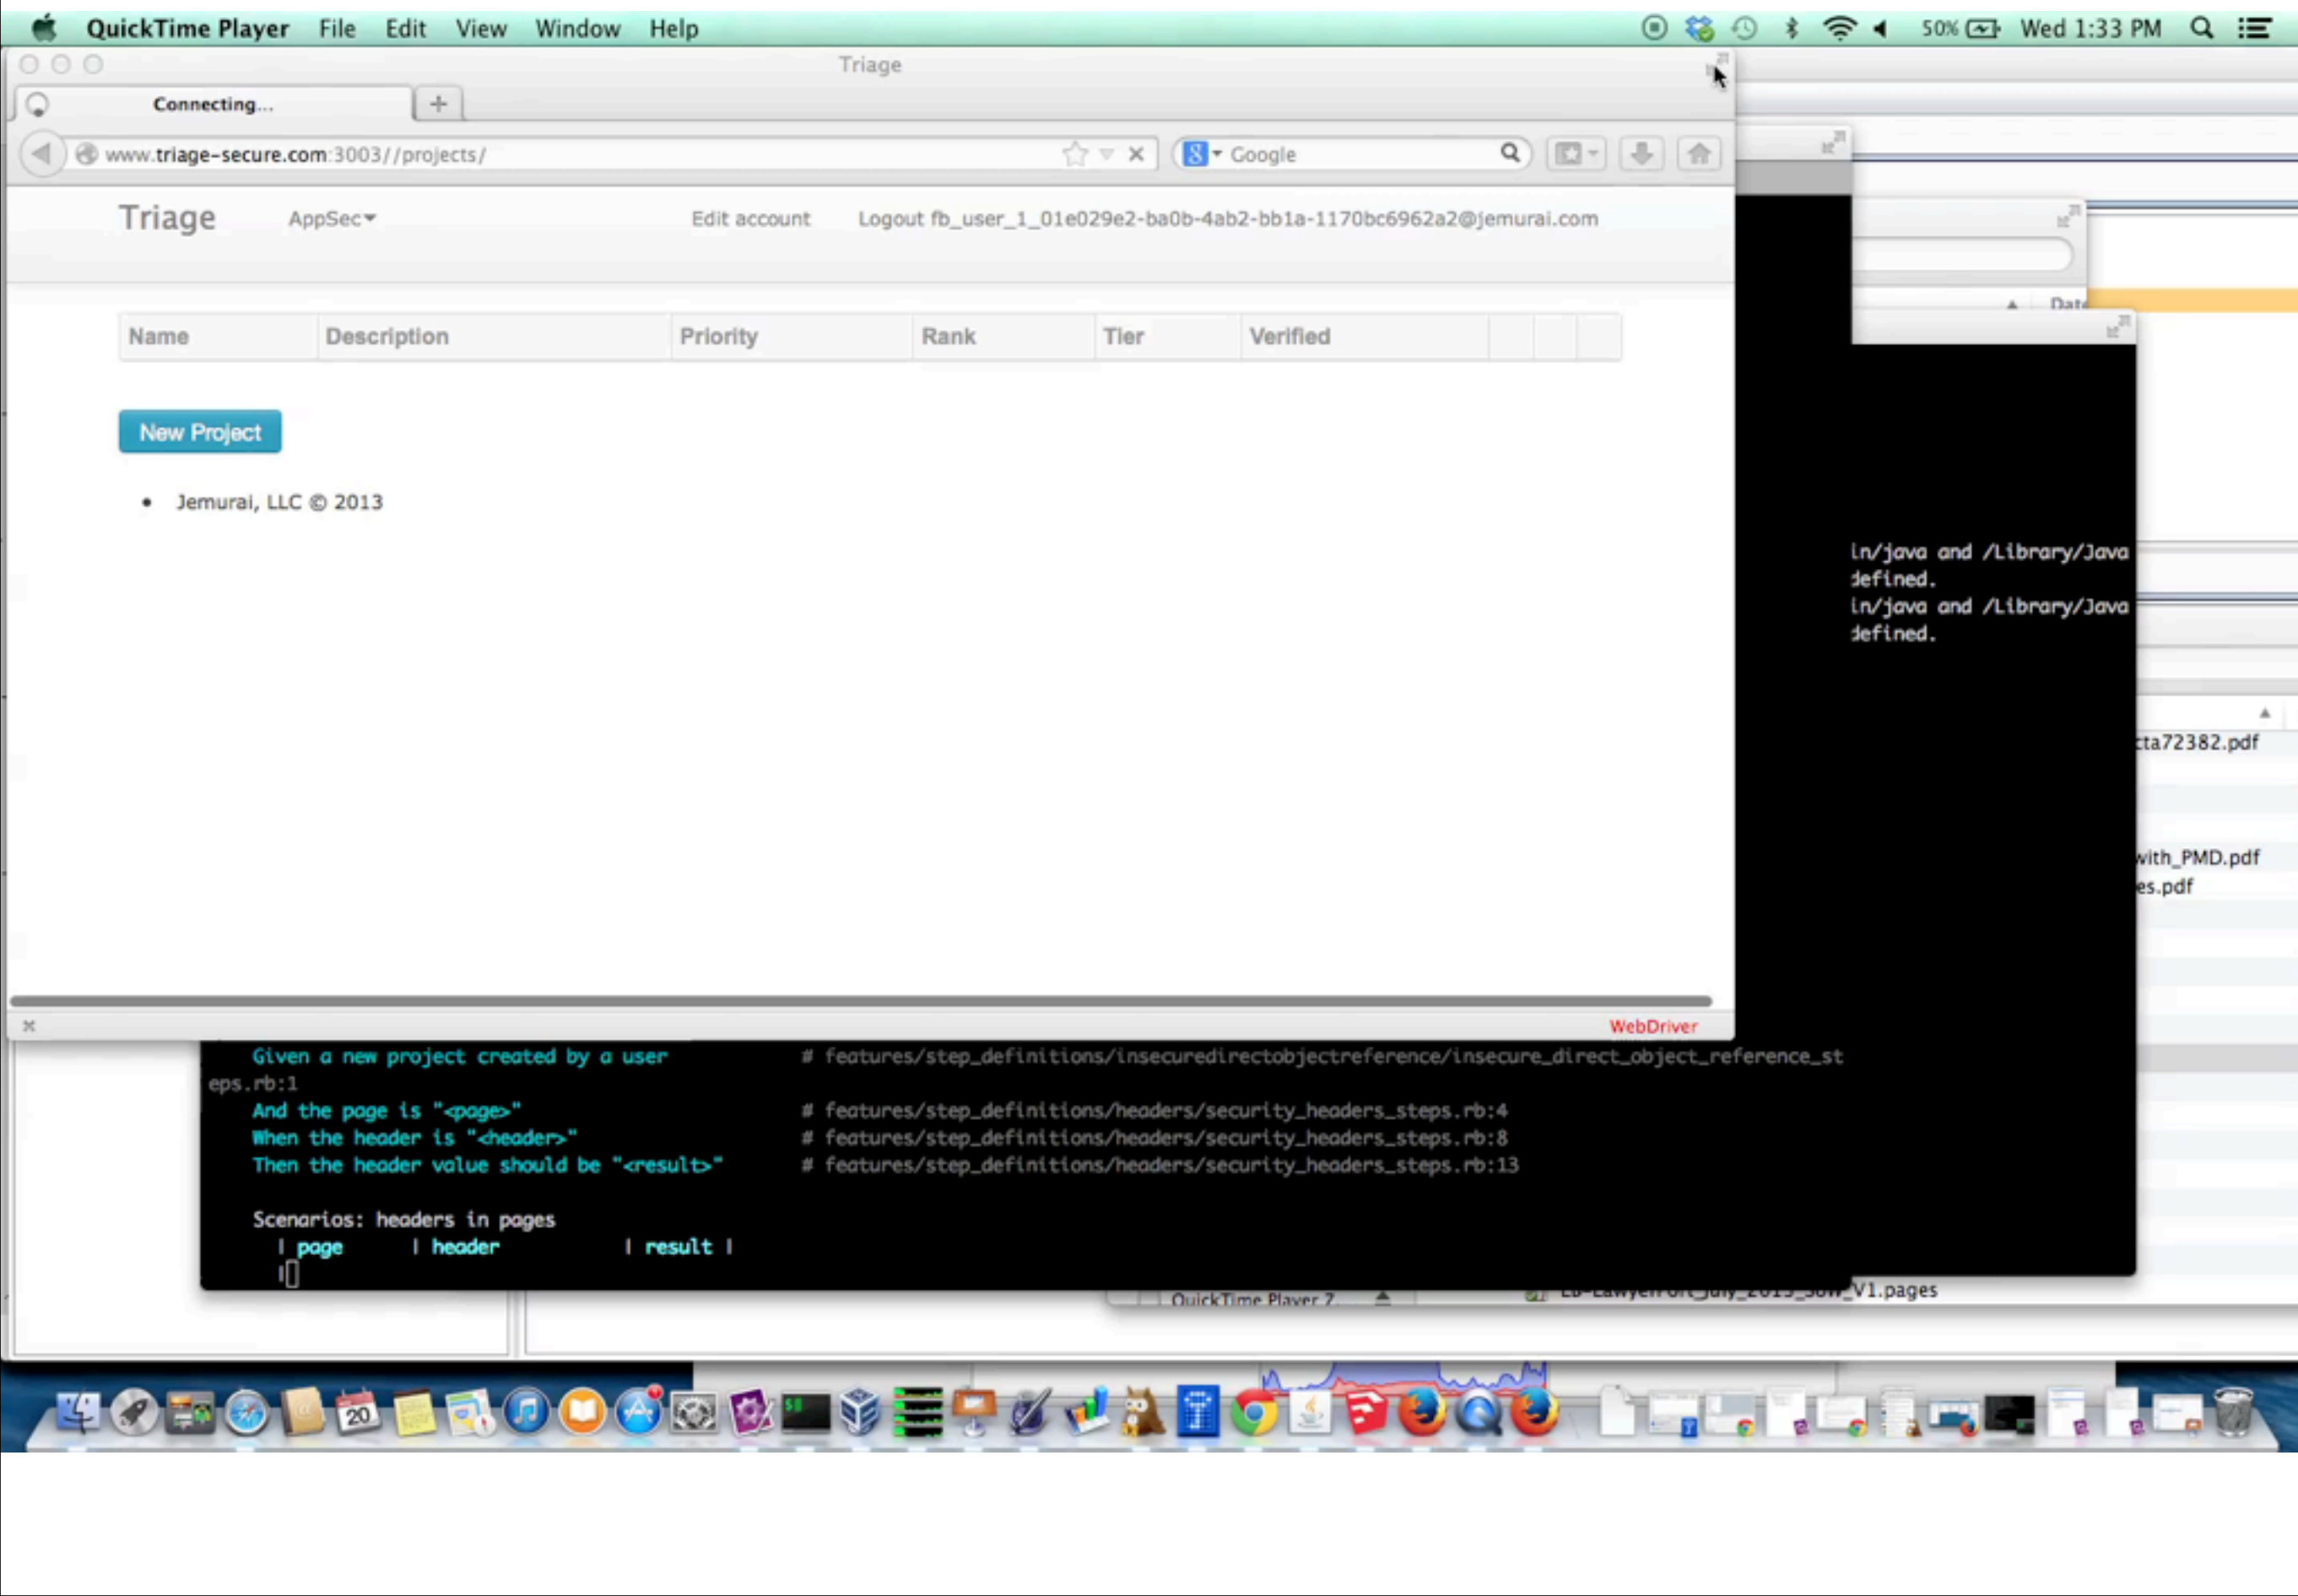 QuickTime Player File Edit View Window Help 50% Wed 1:33 PM
Triage
Connecting...
www.triage-secure.com:3003//projects/ Google
Triage AppSec Edit account Logout fb_user_1_01e029e2-ba0b-4ab2-bb1a-1170bc6962a2@jemurai.com
Date
Name Description Priority Rank Tier Verified
New Project
• Jemurai, LLC © 2013
in/java and /Library/Java
defined.
in/java and /Library/Java
defined.
cta72382.pdf
with_PMD.pdf
es.pdf
WebDriver
Given a new project created by a user # features/step_definitions/insecuredirectobjectreference/insecure_direct_object_reference_st
eps.rb:1
And the page is "<page>" # features/step_definitions/headers/security_headers_steps.rb:4
When the header is "<header>" # features/step_definitions/headers/security_headers_steps.rb:8
Then the header value should be "<result>" # features/step_definitions/headers/security_headers_steps.rb:13
Scenarios: headers in pages
| page | header | result |
|
QuickTime Player 7 V1.pages
20